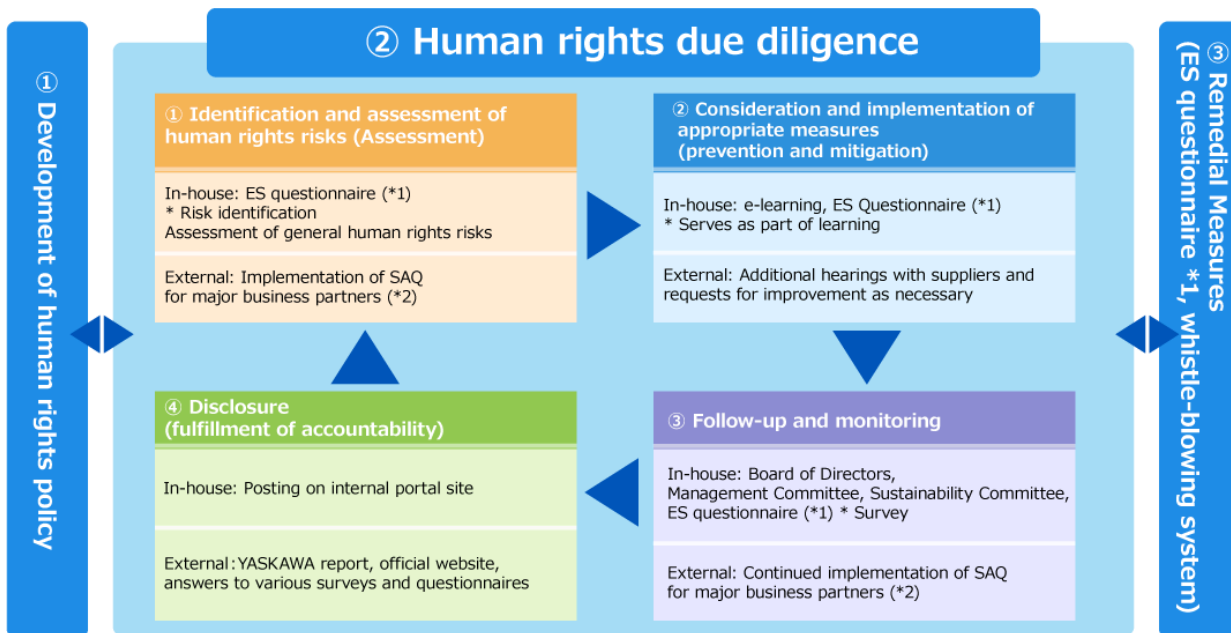 ① Development of human rights policy
② Human rights due diligence
① Identification and assessment of
human rights risks (Assessment)
In-house: ES questionnaire (*1)
* Risk identification
Assessment of general human rights risks
External: Implementation of SAQ
for major business partners (*2)
② Consideration and implementation of
appropriate measures
(prevention and mitigation)
In-house: e-learning, ES Questionnaire (*1)
* Serves as part of learning
External: Additional hearings with suppliers and
requests for improvement as necessary
④ Disclosure
(fulfillment of accountability)
In-house: Posting on internal portal site
External:YASKAWA report, official website,
answers to various surveys and questionnaires
③ Follow-up and monitoring
In-house: Board of Directors,
Management Committee, Sustainability Committee,
ES questionnaire (*1) * Survey
External: Continued implementation of SAQ
for major business partners (*2)
③ Remedial Measures
(ES questionnaire *1, whistle-blowing system)